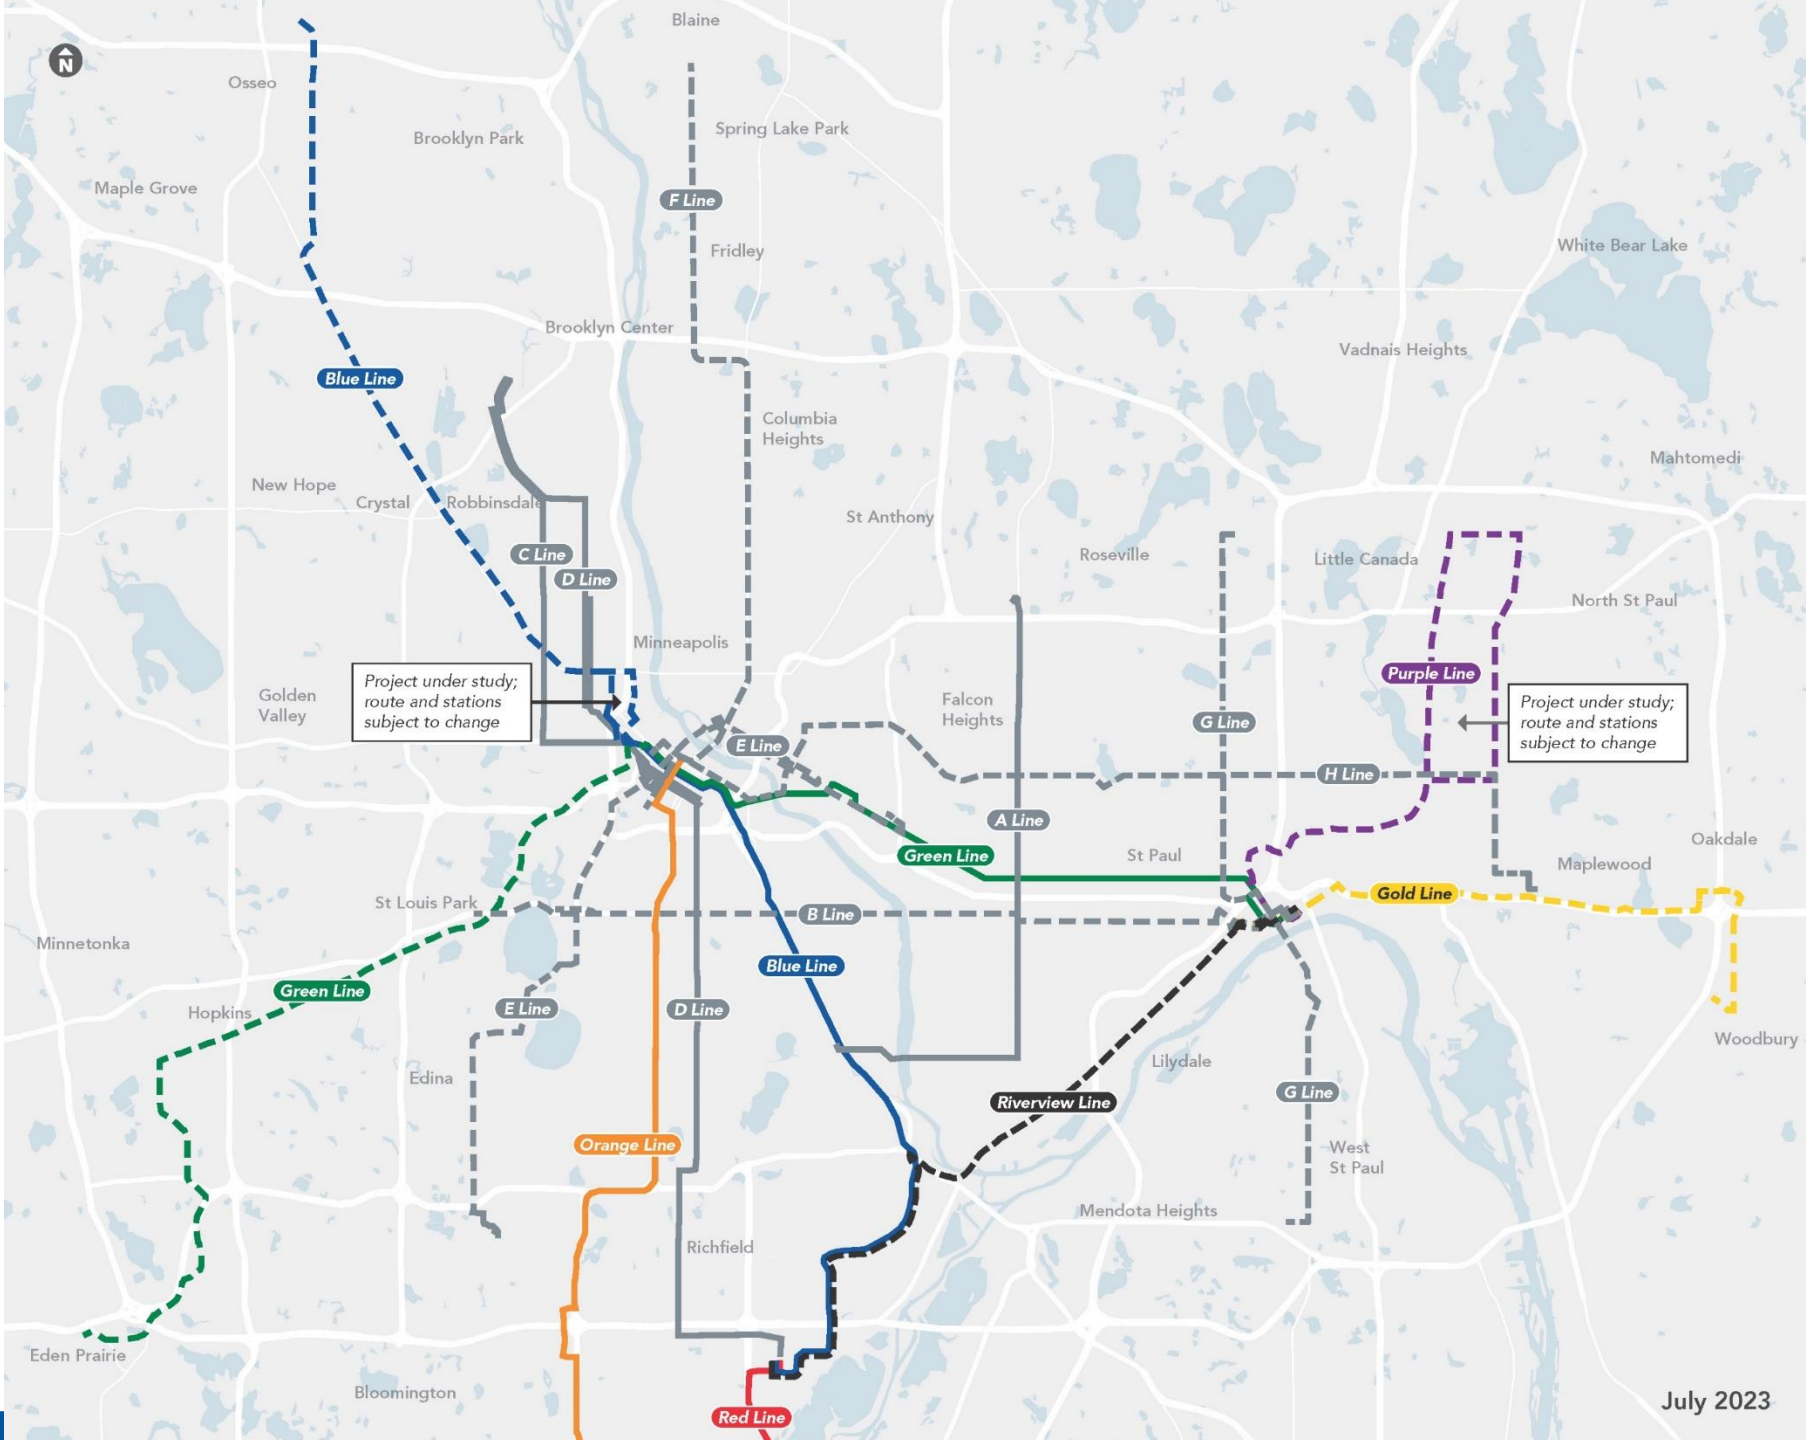 Blaine
N
Osseo
Spring Lake Park
Brooklyn Park
Maple Grove
F Line
Fridley
White Bear Lake
Brooklyn Center
Vadnais Heights
Blue Line
Columbia
Heights
Mahtomedi
New Hope
Crystal
Robbinsdale
St Anthony
C Line
Roseville
Little Canada
D Line
North St Paul
Minneapolis
Project under study;
route and stations
subject to change
Purple Line
Golden
Valley
Falcon
Heights
G Line
Project under study;
route and stations
subject to change
E Line
H Line
A Line
Oakdale
Green Line
St Paul
Maplewood
Gold Line
St Louis Park
B Line
Minnetonka
Blue Line
Green Line
Hopkins
E Line
D Line
Woodbury
Lilydale
Edina
G Line
Riverview Line
Orange Line
West
St Paul
Mendota Heights
Richfield
Eden Prairie
Bloomington
July 2023
Red Line